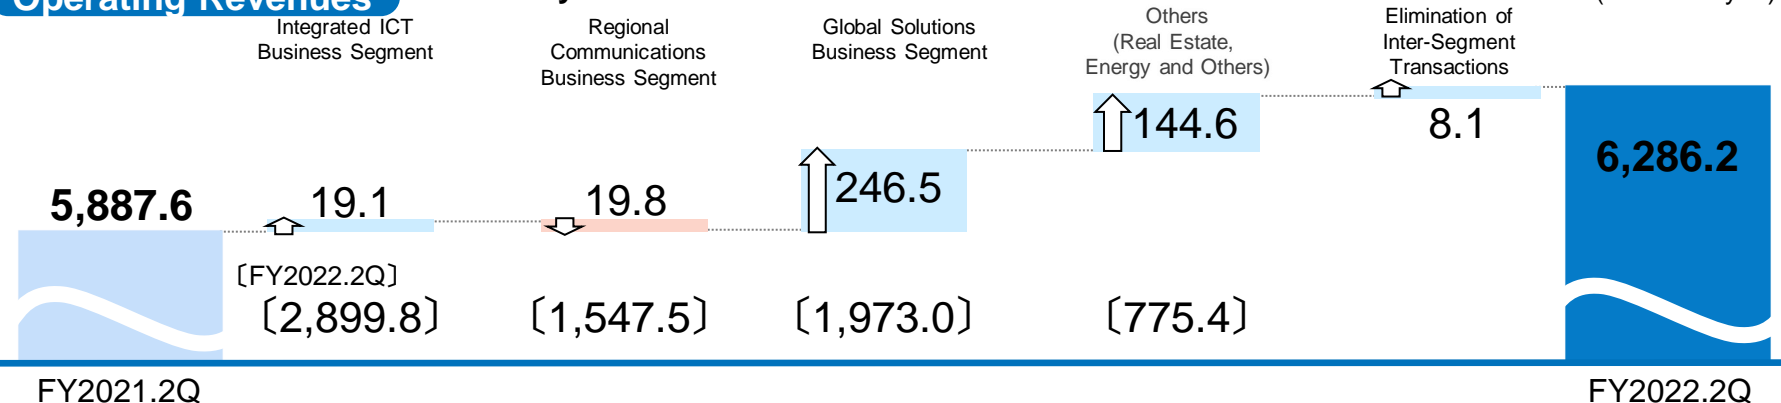 Operating Revenues
Integrated ICT
Business Segment
Regional
Communications
Business Segment
Global Solutions
Business Segment
Others
(Real Estate,
Energy and Others)
Elimination of
Inter-Segment
Transactions
5,887.6
19.1
19.8
246.5
144.6
8.1
6,286.2
〔FY2022.2Q〕
〔2,899.8〕
〔1,547.5〕
〔1,973.0〕
〔775.4〕
FY2021.2Q
FY2022.2Q